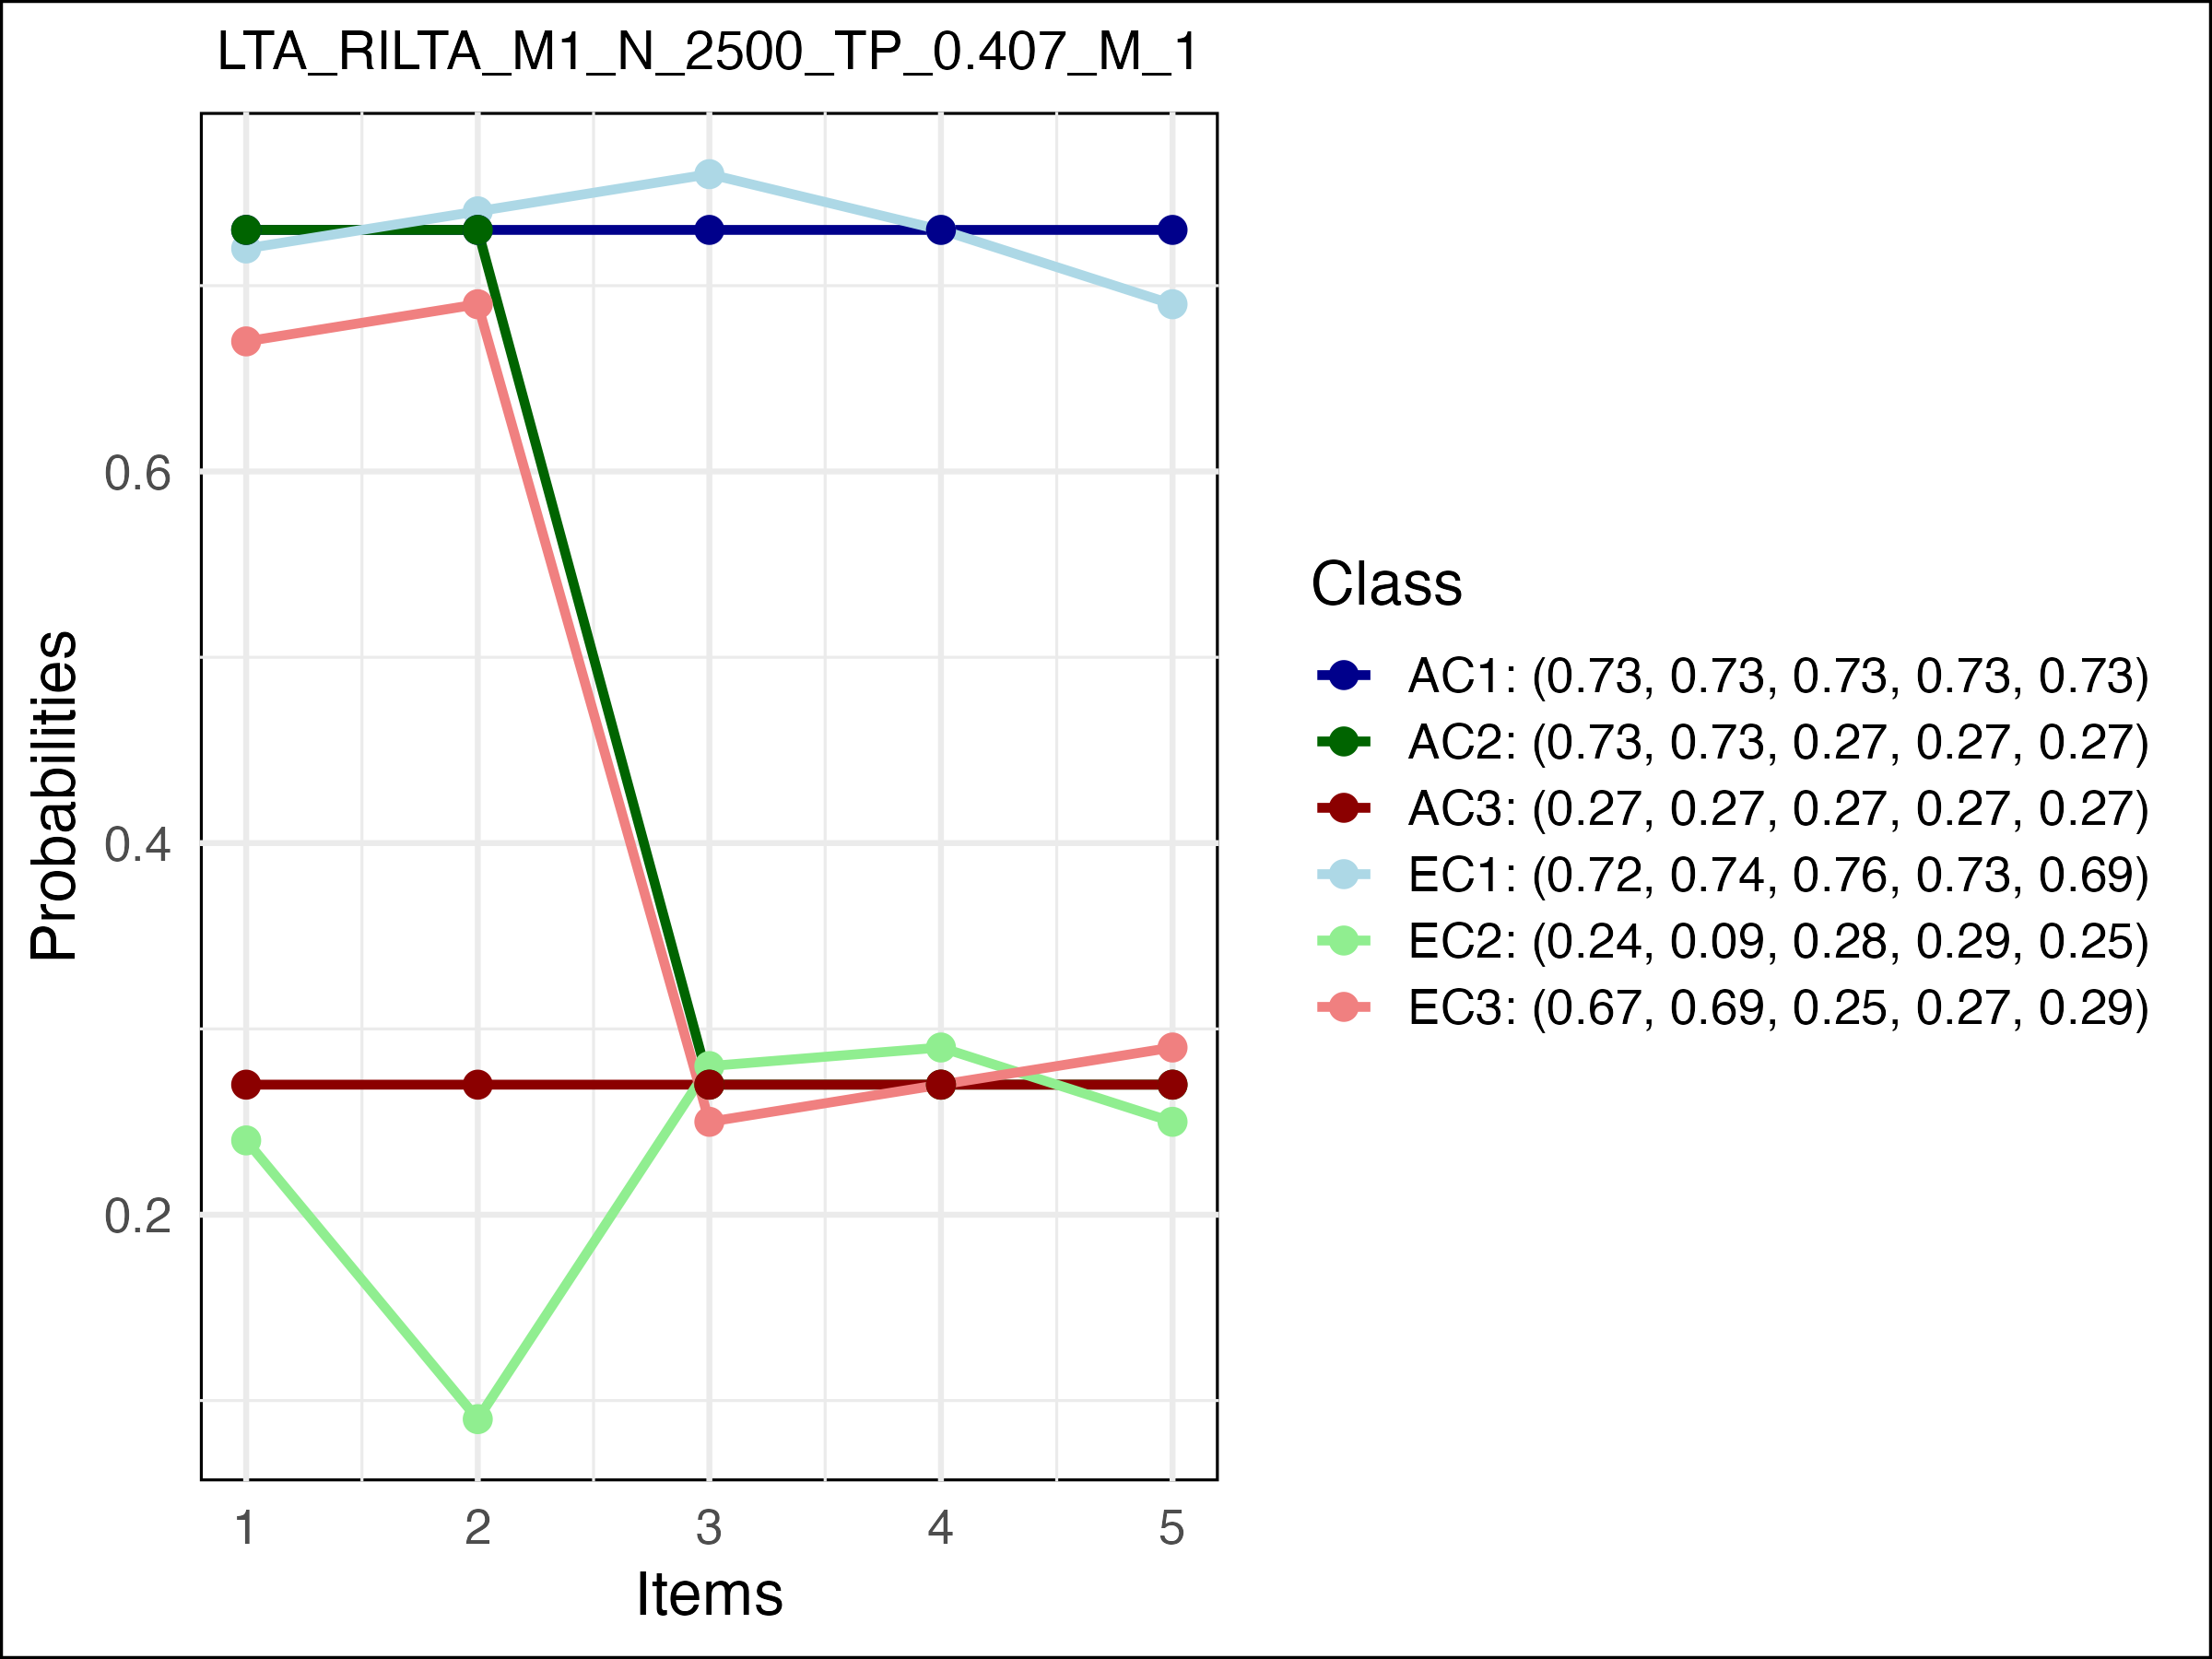 LTA_RILTA_M1_N_2500_TP_0.407_M_1
Probabilities
0.6
0.4
0.2
1 2 3 4 5
Items
Class
AC1: (0.73, 0.73, 0.73, 0.73, 0.73)
AC2: (0.73, 0.73, 0.27, 0.27, 0.27)
AC3: (0.27, 0.27, 0.27, 0.27, 0.27)
EC1: (0.72, 0.74, 0.76, 0.73, 0.69)
EC2: (0.24, 0.09, 0.28, 0.29, 0.25)
EC3: (0.67, 0.69, 0.25, 0.27, 0.29)